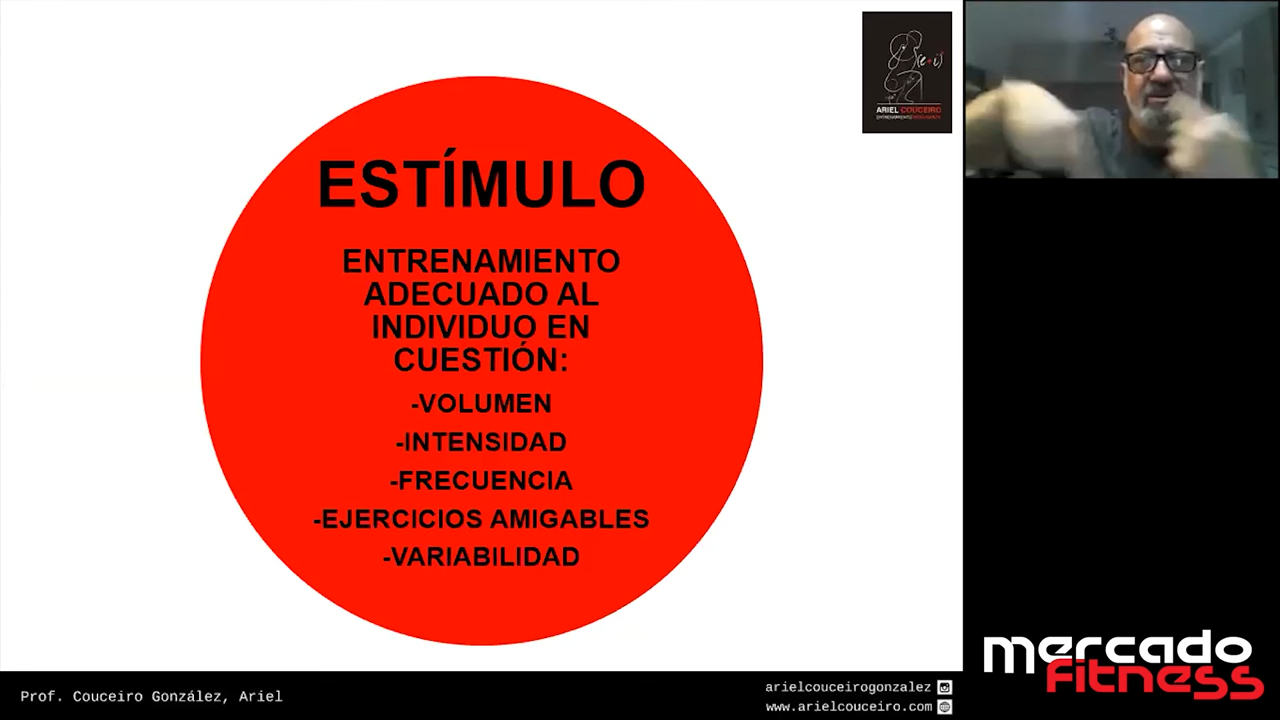 ARIEL COUCEIRO
ESTÍMULO
ENTRENAMIENTO
ADECUADO AL
INDIVIDUO EN
CUESTIÓN:
-VOLUMEN
-INTENSIDAD
-FRECUENCIA
-EJERCICIOS AMIGABLES
-VARIABILIDAD
mercado
fitness
Prof. Couceiro González, Ariel
arielcouceirogonzalez
www.arielcouceiro.com